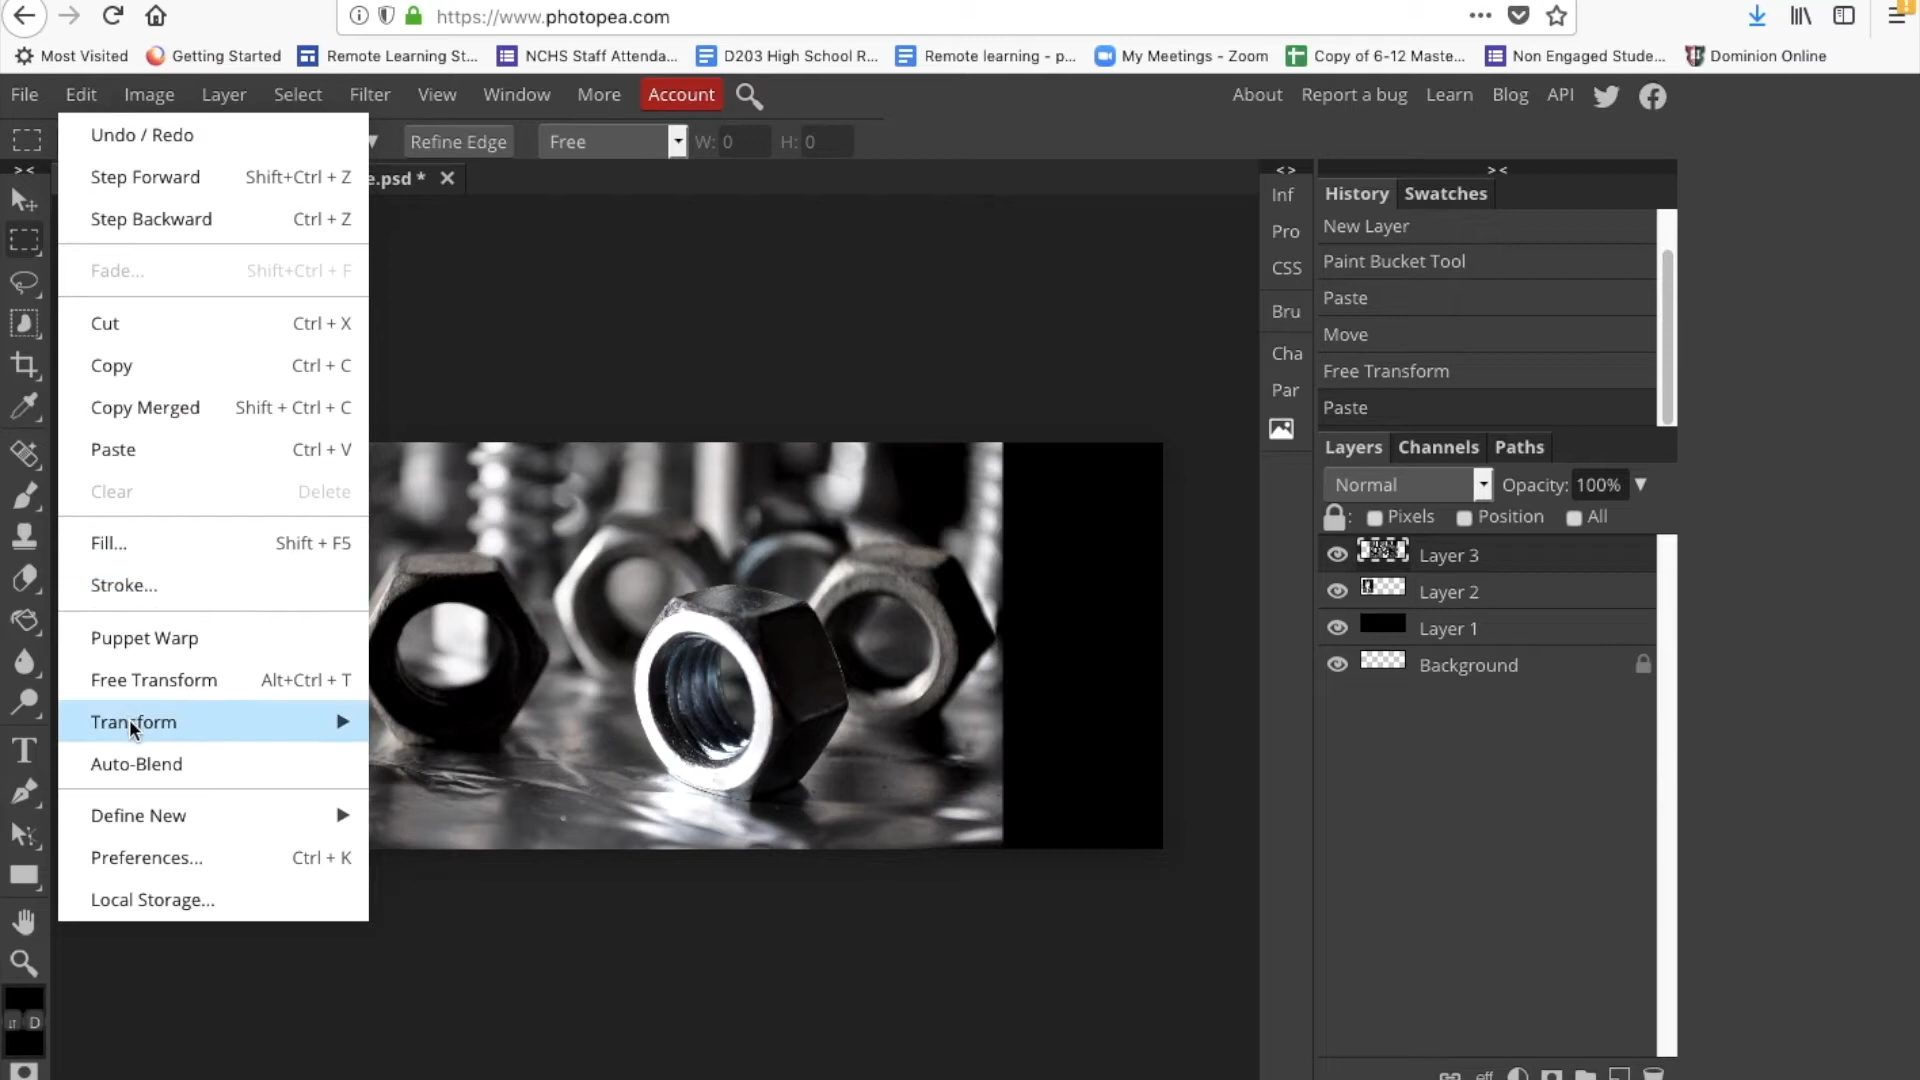 https://www.photopea.com
Most Visited Getting Started Remote Learning St... NCHS Staff Attenda... D203 High School R... Remote learning - p... My Meetings - Zoom Copy of 6-12 Maste... Non Engaged Stude... Dominion Online
File Edit Image Layer Select Filter View Window More Account About Report a bug Learn Blog API
Refine Edge Free W: 0 H: 0
e.psd *
Undo / Redo
Step Forward Shift+Ctrl + Z
Step Backward Ctrl + Z
Fade... Shift+Ctrl + F
Cut Ctrl + X
Copy Ctrl + C
Copy Merged Shift + Ctrl + C
Paste Ctrl + V
Clear Delete
Fill... Shift + F5
Stroke...
Puppet Warp
Free Transform Alt+Ctrl + T
Transform
Auto-Blend
Define New
Preferences... Ctrl + K
Local Storage...
D
Inf
Pro
CSS
Bru
Cha
Par
History Swatches
New Layer
Paint Bucket Tool
Paste
Move
Free Transform
Paste
Layers Channels Paths
Normal Opacity: 100%
: Pixels Position All
Layer 3
Layer 2
Layer 1
Background
eff